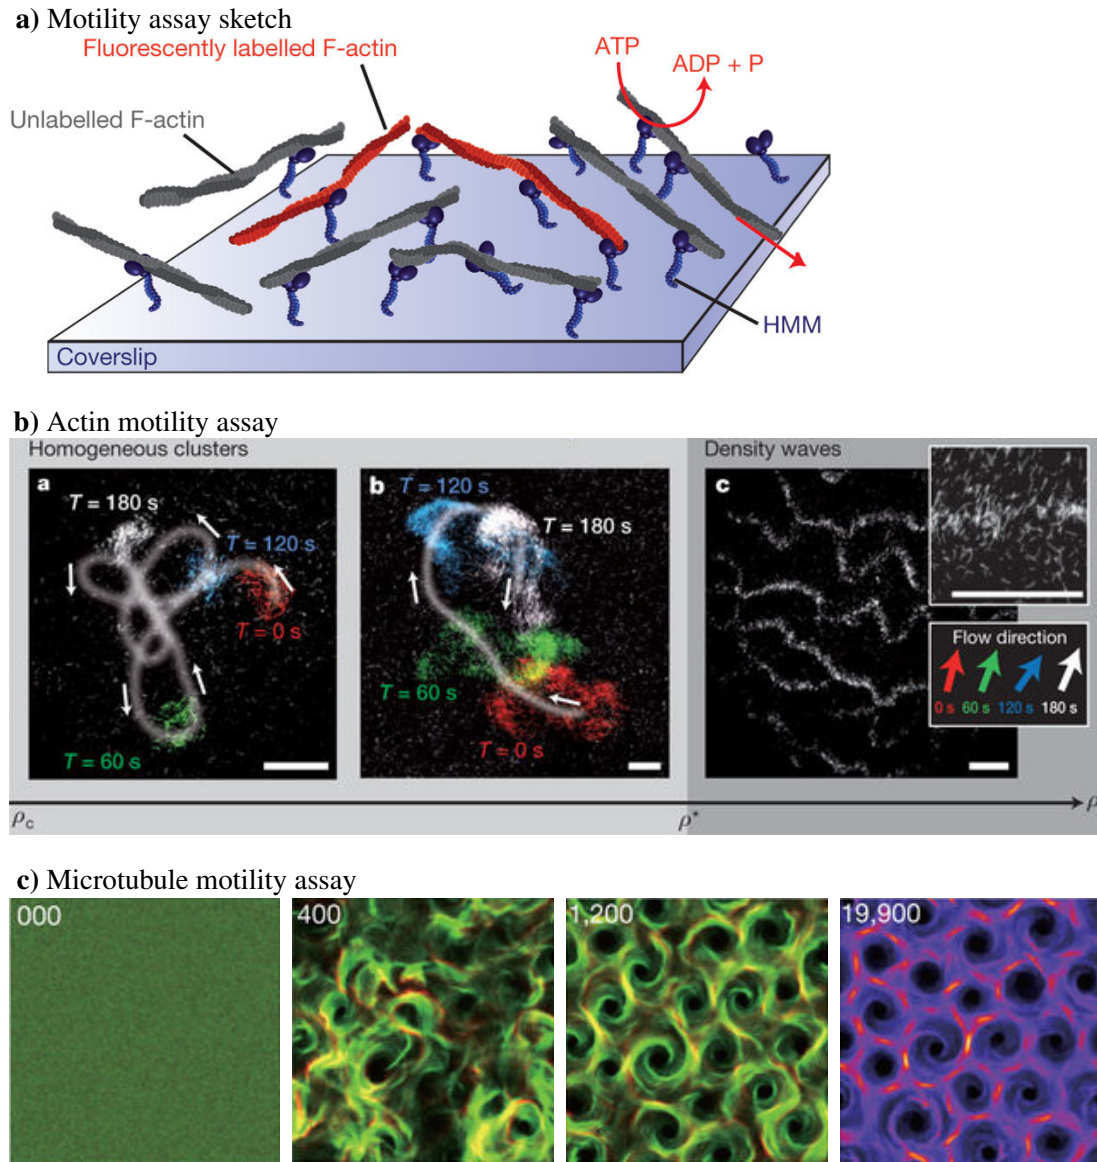 a) Motility assay sketch
Fluorescently labelled F-actin
ATP
ADP + P
Unlabelled F-actin
HMM
Coverslip
b) Actin motility assay
Homogeneous clusters
Density waves
a
T = 180 s
T = 120 s
T = 0 s
T = 60 s
b
T = 120 s
T = 180 s
T = 60 s
T = 0 s
c
Flow direction
0 s 60 s 120 s 180 s
ρc
ρ*
ρ
c) Microtubule motility assay
000
400
1,200
19,900